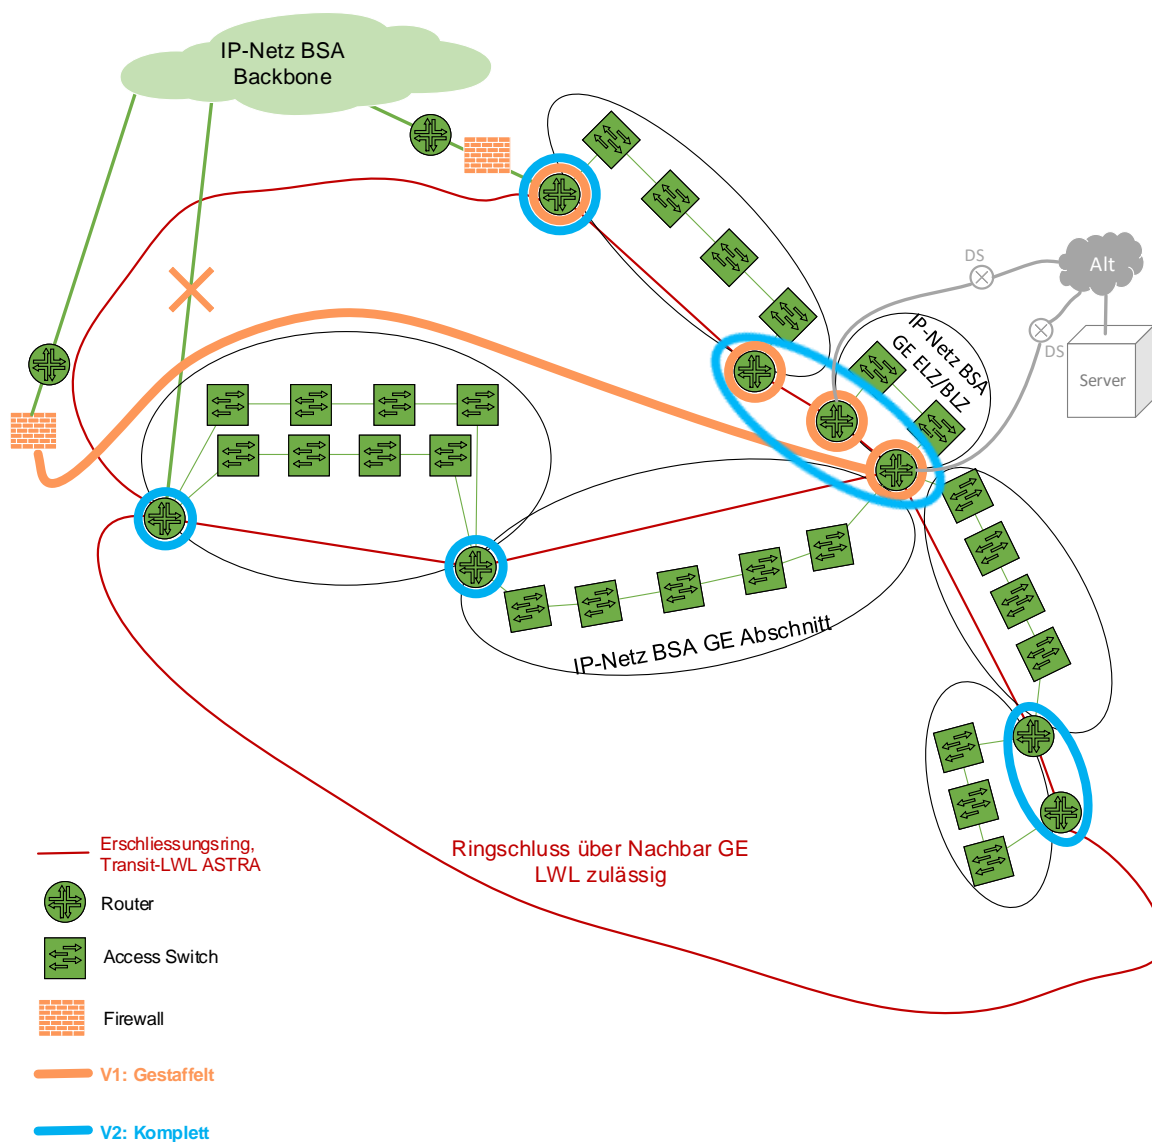 IP-Netz BSA
Backbone
DS
Alt
IP-Netz BSA
GE ELZ/BLZ
DS
Server
IP-Netz BSA GE Abschnitt
Ringschluss über Nachbar GE
LWL zulässig
Erschliessungsring,
Transit-LWL ASTRA
Router
Access Switch
Firewall
V1: Gestaffelt
V2: Komplett